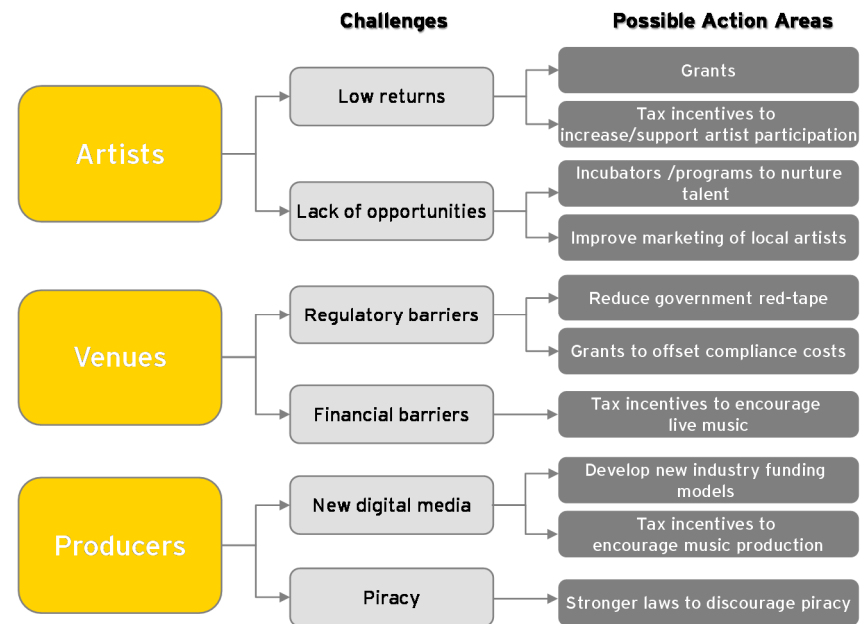 Challenges
Possible Action Areas
Artists
Low returns
Grants
Tax incentives to
increase/support artist participation
Lack of opportunities
Incubators /programs to nurture
talent
Improve marketing of local artists
Venues
Regulatory barriers
Reduce government red-tape
Grants to offset compliance costs
Financial barriers
Tax incentives to encourage
live music
Producers
New digital media
Develop new industry funding
models
Tax incentives to
encourage music production
Piracy
Stronger laws to discourage piracy